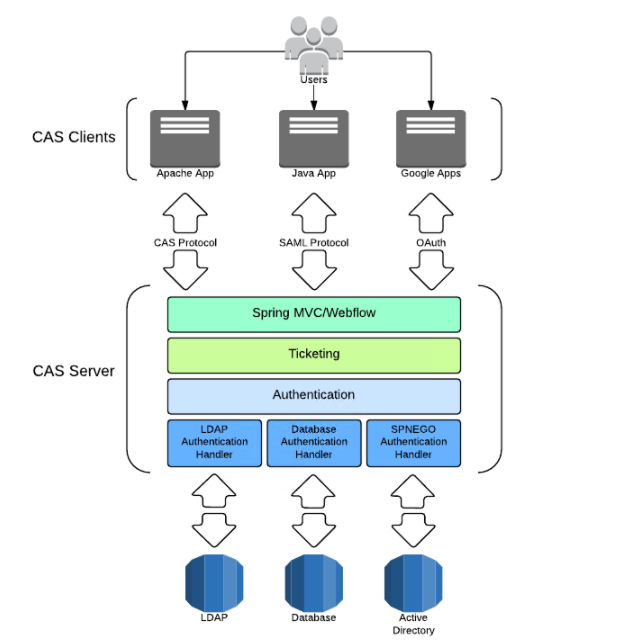 Users
CAS Clients
Apache App
Java App
Google Apps
CAS Protocol
SAML Protocol
OAuth
Spring MVC/Webflow
Ticketing
CAS Server
Authentication
LDAP
Authentication
Handler
Database
Authentication
Handler
SPNEGO
Authentication
Handler
LDAP
Database
Active
Directory